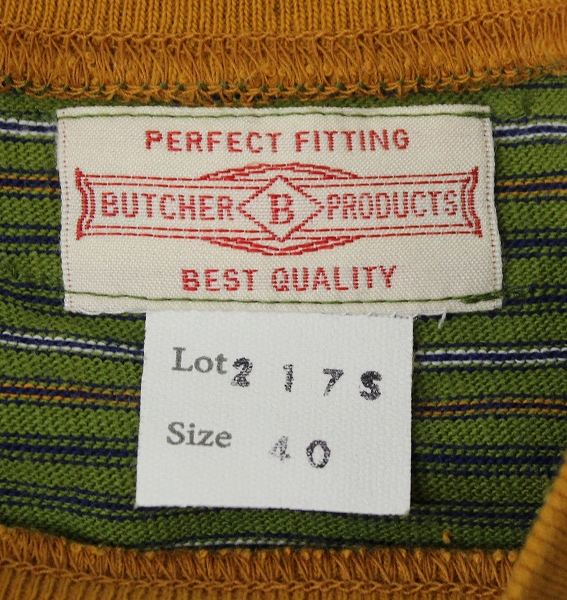 PERFECT FITTING
BUTCHER B PRODUCTS
BEST QUALITY
Lot 217S
Size 40